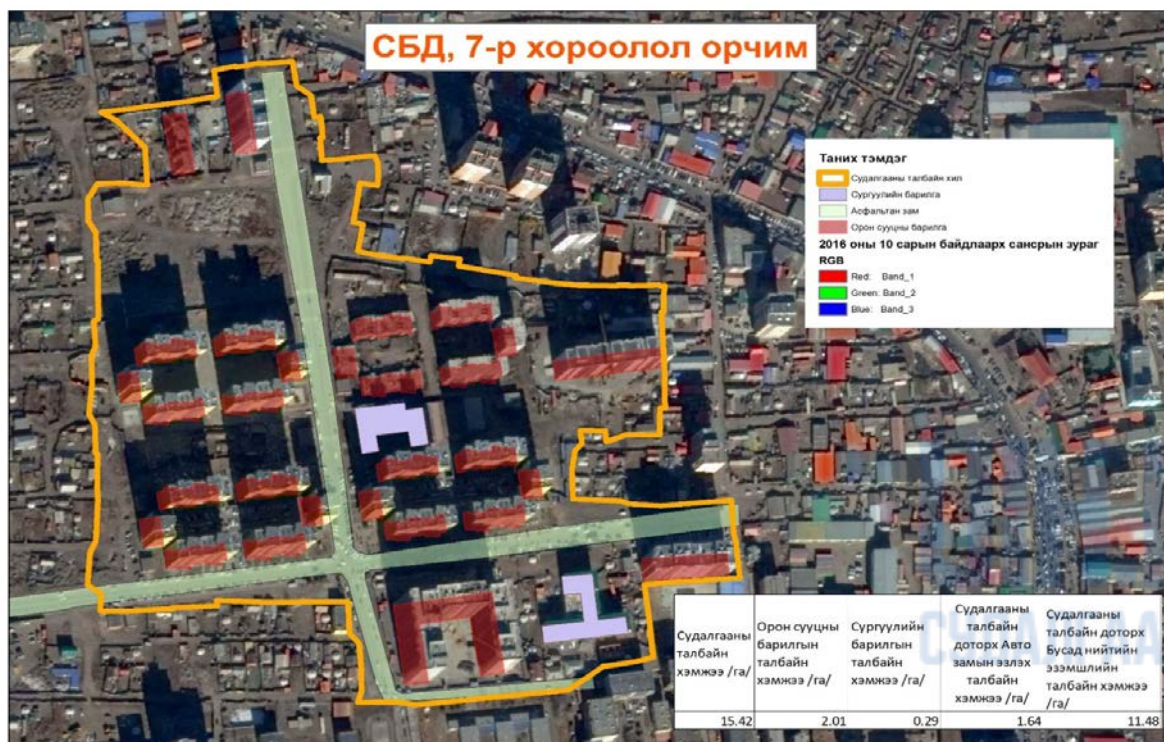 СБД, 7-р хороолол орчим
Таних тэмдэг
Судалгааны талбайн хил
Сургуулийн барилга
Асфальтан зам
Орон сууцны барилга
2016 оны 10 сарын байдлаарх сансрын зураг
RGB
Red: Band_1
Green: Band_2
Blue: Band_3
Судалгааны
талбайн
хэмжээ /га/
Орон сууцны
барилгын
талбайн
хэмжээ /га/
Сургуулийн
барилгын
талбайн
хэмжээ /га/
Судалгааны
талбайн
доторх Авто
замын эзлэх
талбайн
хэмжээ /га/
Судалгааны
талбайн доторх
Бусад нийтийн
эзэмшлийн
талбайн хэмжээ
/га/
15.42 2.01 0.29 1.64 11.48